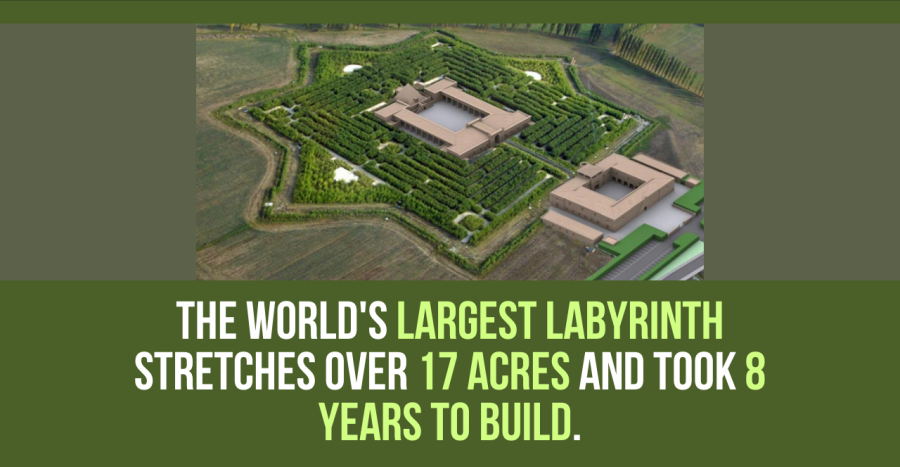 THE WORLD'S LARGEST LABYRINTH
STRETCHES OVER 17 ACRES AND TOOK 8
YEARS TO BUILD.